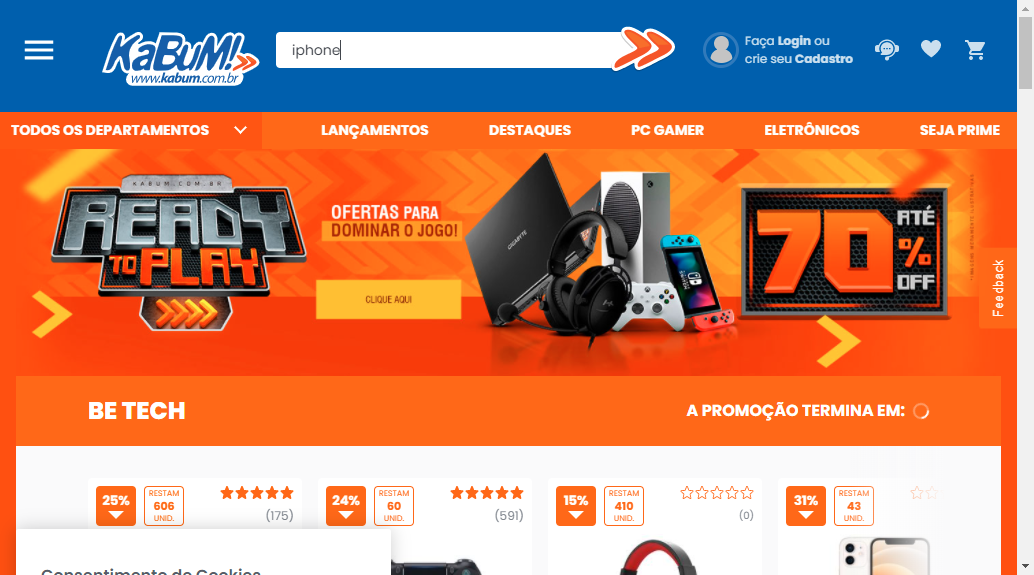 KaBuM!
www.kabum.com.br
iphone
Faça Login ou
crie seu Cadastro
TODOS OS DEPARTAMENTOS
LANÇAMENTOS
DESTAQUES
PC GAMER
ELETRÔNICOS
SEJA PRIME
KABUM.COM.BR
READY
TO PLAY
OFERTAS PARA
DOMINAR O JOGO!
CLIQUE AQUI
GIGABYTE
ATÉ
70%
OFF
Feedback
BE TECH
A PROMOÇÃO TERMINA EM:
25%
RESTAM
606
UNID.
(175)
24%
RESTAM
60
UNID.
(591)
15%
RESTAM
410
UNID.
(0)
31%
RESTAM
43
UNID.
Consentimento de Cookies